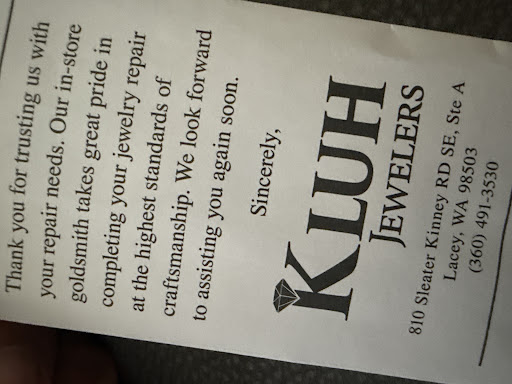 Thank you for trusting us with
your repair needs. Our in-store
goldsmith takes great pride in
completing your jewelry repair
at the highest standards of
craftsmanship. We look forward
to assisting you again soon.
Sincerely,
KLUH
JEWELERS
810 Sleater Kinney RD SE, Ste A
Lacey, WA 98503
(360) 491-3530